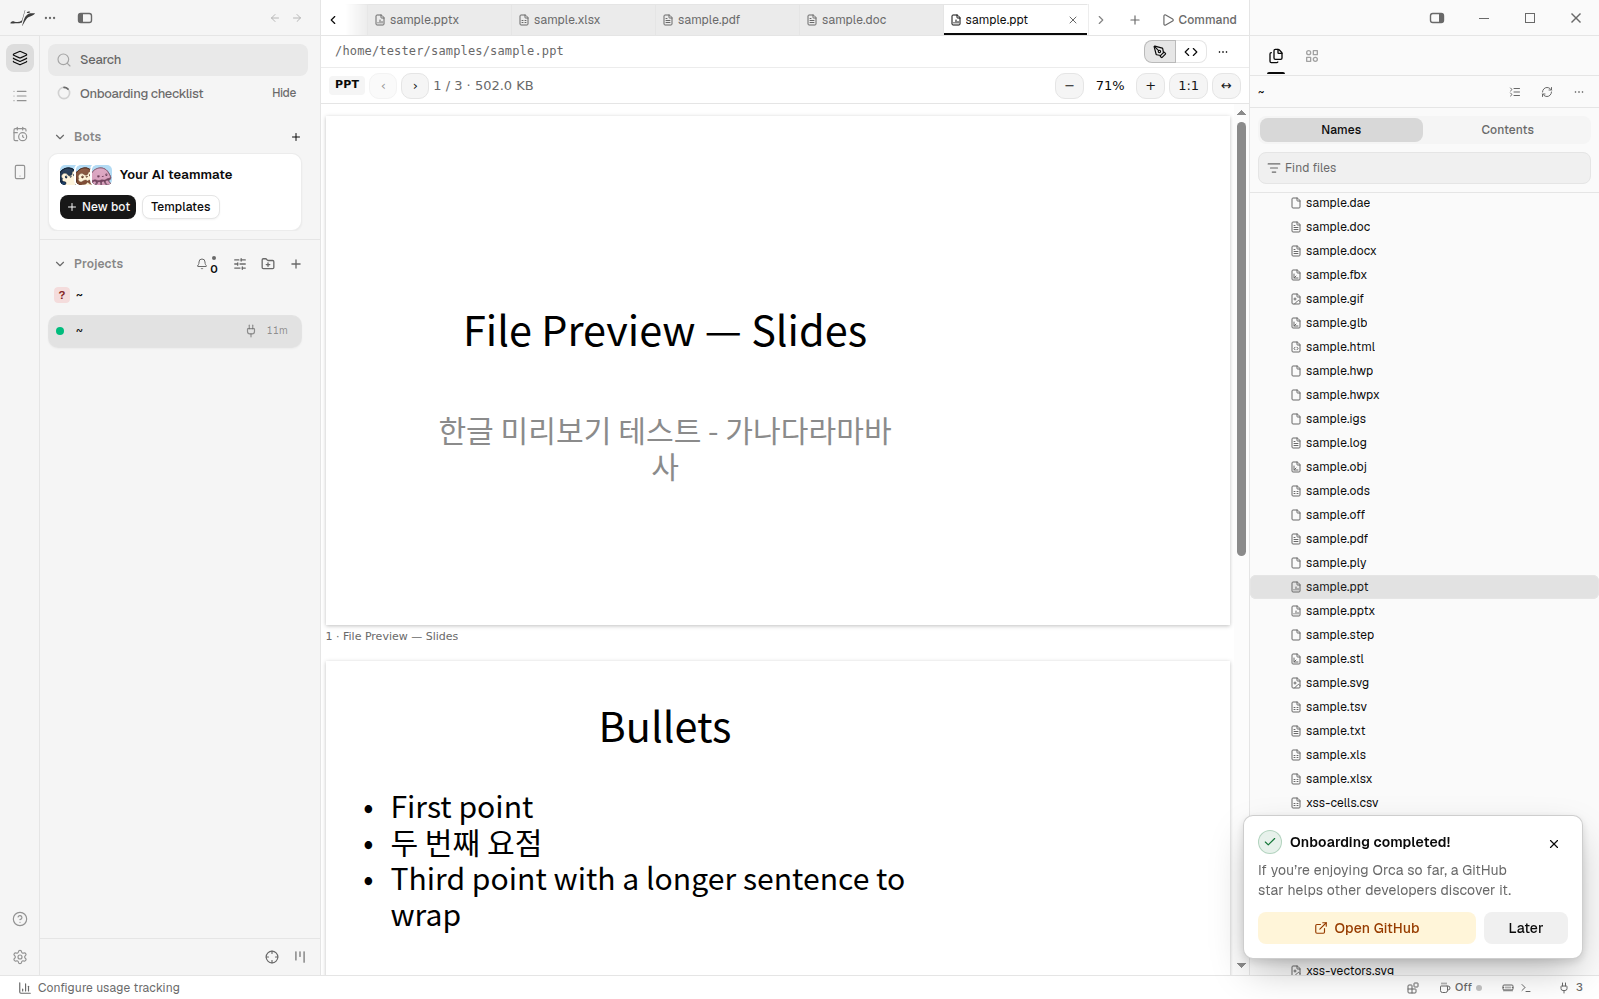 sample.pptx
sample.xlsx
sample.pdf
sample.doc
sample.ppt
Command
/home/tester/samples/sample.ppt
PPT
1 / 3 · 502.0 KB
71%
1:1
Search
Onboarding checklist
Hide
Bots
Your AI teammate
New bot
Templates
Projects
0
? ~
~
11m
File Preview — Slides
한글 미리보기 테스트 - 가나다라마바
사
1 · File Preview — Slides
Bullets
• First point
• 두 번째 요점
• Third point with a longer sentence to
wrap
~
Names
Contents
Find files
sample.dae
sample.doc
sample.docx
sample.fbx
sample.gif
sample.glb
sample.html
sample.hwp
sample.hwpx
sample.igs
sample.log
sample.obj
sample.ods
sample.off
sample.pdf
sample.ply
sample.ppt
sample.pptx
sample.step
sample.stl
sample.svg
sample.tsv
sample.txt
sample.xls
sample.xlsx
xss-cells.csv
Onboarding completed!
If you're enjoying Orca so far, a GitHub
star helps other developers discover it.
Open GitHub
Later
xss-vectors.svg
Configure usage tracking
Off
3